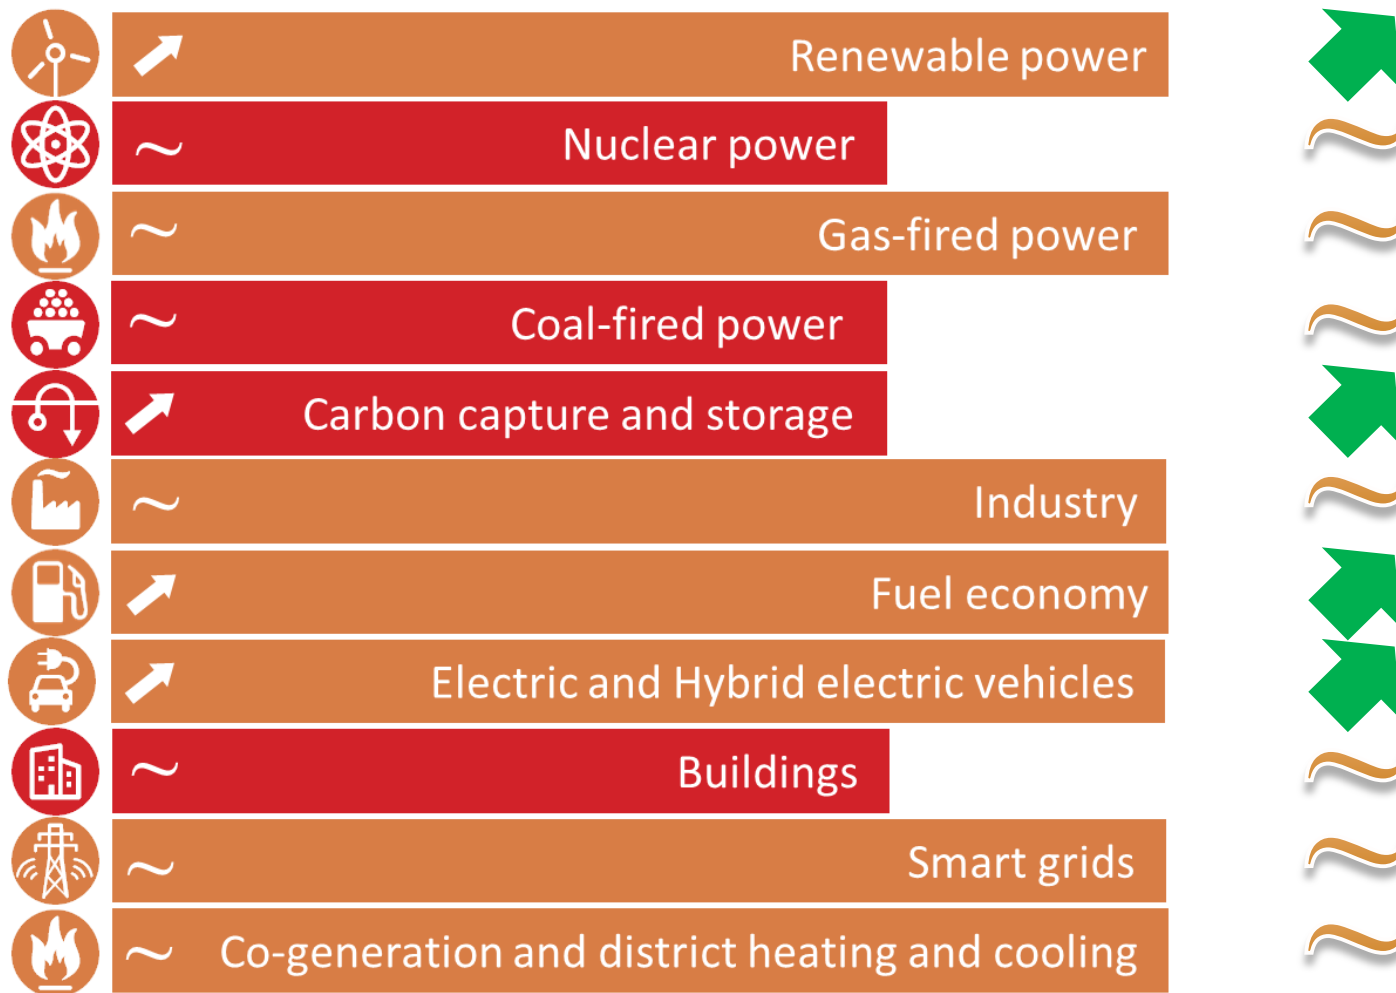 Renewable power
~ Nuclear power
~ Gas-fired power
~ Coal-fired power
Carbon capture and storage
~ Industry
Fuel economy
Electric and Hybrid electric vehicles
~ Buildings
~ Smart grids
~ Co-generation and district heating and cooling